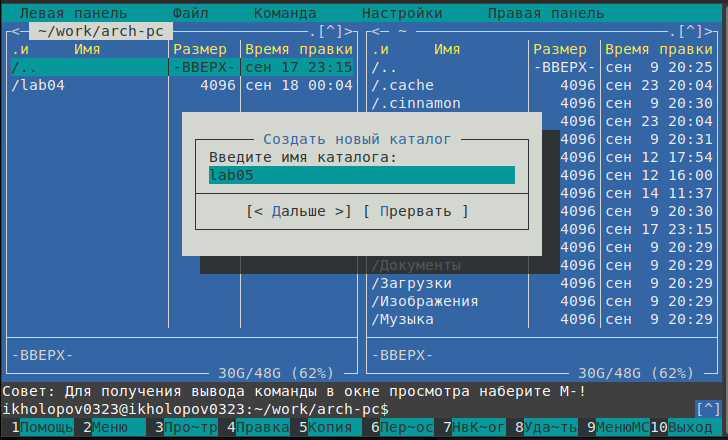 Левая панель Файл Команда Настройки Правая панель
<─ ~/work/arch-pc .[^]> <─ ~ .[^]>
.и Имя Размер Время правки .и Имя Размер Время правки
/.. -ВВЕРХ- сен 17 23:15 /.. -ВВЕРХ- сен 9 20:25
/lab04 4096 сен 18 00:04 /.cache 4096 сен 23 20:04
/.cinnamon 4096 сен 9 20:30
4096 сен 23 20:04
Создать новый каталог 4096 сен 9 20:31
Введите имя каталога: 4096 сен 12 17:54
lab05 4096 сен 12 16:00
4096 сен 14 11:37
[< Дальше >] [ Прервать ] 4096 сен 9 20:30
4096 сен 17 23:15
4096 сен 9 20:29
/Документы 4096 сен 9 20:29
/Загрузки 4096 сен 9 20:29
/Изображения 4096 сен 9 20:29
/Музыка 4096 сен 9 20:29
-ВВЕРХ- -ВВЕРХ-
30G/48G (62%) 30G/48G (62%)
Совет: Для получения вывода команды в окне просмотра наберите M-!
ikholopov0323@ikholopov0323:~/work/arch-pc$ [^]
1Помощь 2Меню 3Про~тр 4Правка 5Копия 6Пер~ос 7НвК~ог 8Уда~ть 9МенюMC 10Выход